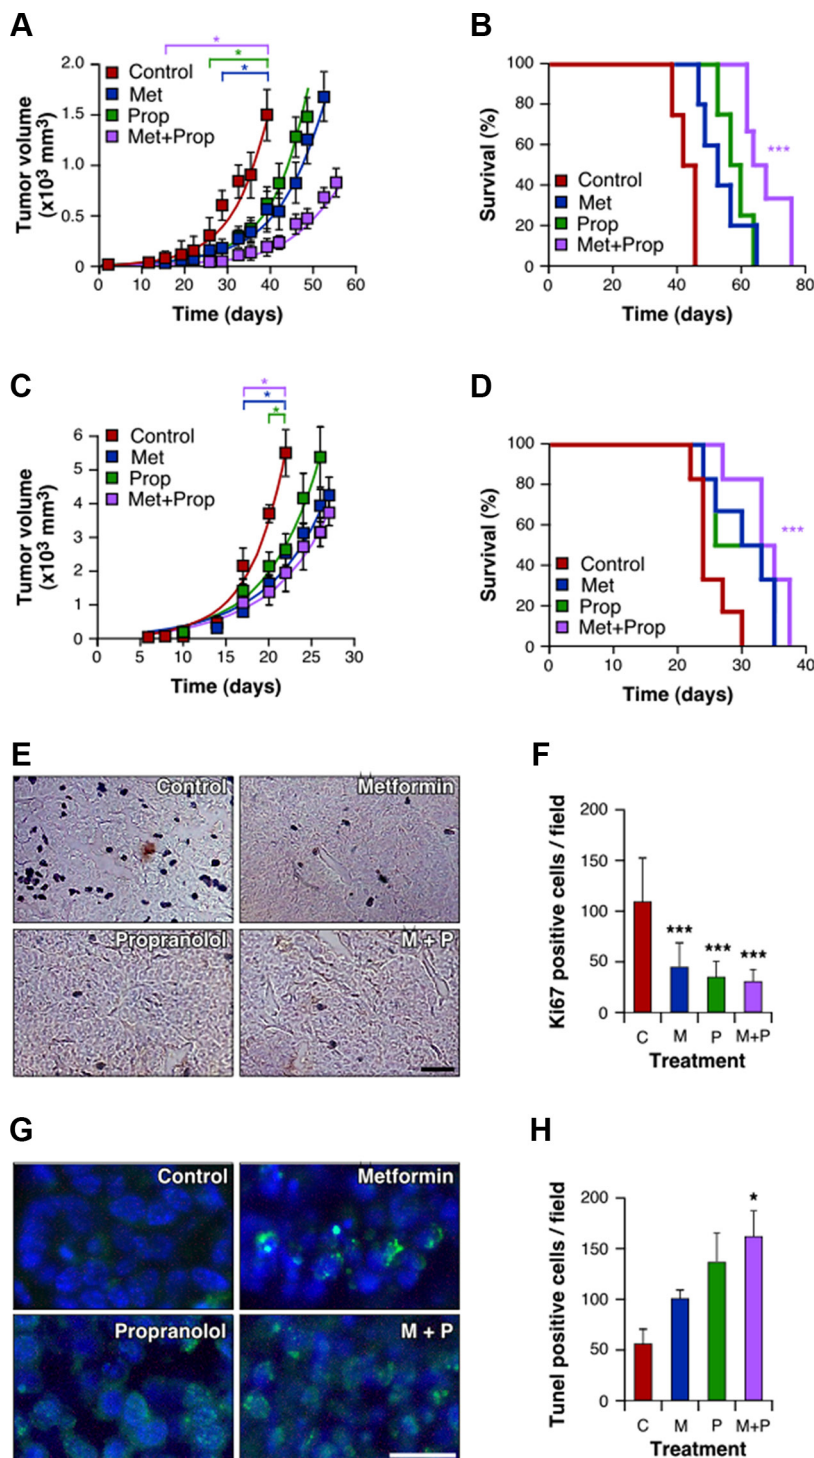 A
*
*
*
Tumor volume
(x10³ mm³)
2.0
1.5
1.0
0.5
0
Control
Met
Prop
Met+Prop
0 10 20 30 40 50 60
Time (days)
B
Survival (%)
100
80
60
40
20
0
***
Control
Met
Prop
Met+Prop
0 20 40 60 80
Time (days)
C
*
*
*
Tumor volume
(x10³ mm³)
6
5
4
3
2
1
0
Control
Met
Prop
Met+Prop
0 5 10 15 20 25 30
Time (days)
D
Survival (%)
100
80
60
40
20
0
***
Control
Met
Prop
Met+Prop
0 10 20 30 40
Time (days)
E
Control
Metformin
Propranolol
M + P
F
Ki67 positive cells / field
200
150
100
50
0
***
***
***
C M P M+P
Treatment
G
Control
Metformin
Propranolol
M + P
H
Tunel positive cells / field
200
150
100
50
0
*
C M P M+P
Treatment